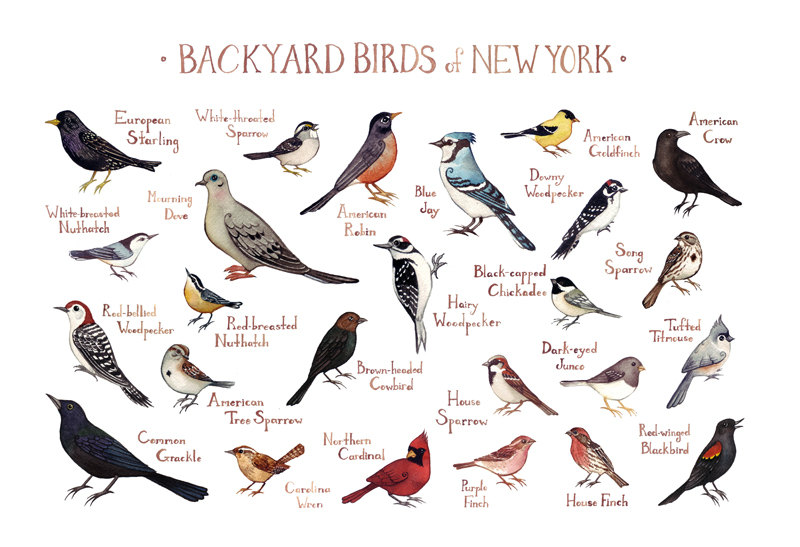 • BACKYARD BIRDS of NEW YORK •
European
Starling
White-throated
Sparrow
American
Robin
Blue
Jay
American
Goldfinch
American
Crow
White-breasted
Nuthatch
Mourning
Dove
Downy
Woodpecker
Song
Sparrow
Red-bellied
Woodpecker
Red-breasted
Nuthatch
Hairy
Woodpecker
Black-capped
Chickadee
Tufted
Titmouse
American
Tree Sparrow
Brown-headed
Cowbird
House
Sparrow
Dark-eyed
Junco
Common
Grackle
Carolina
Wren
Northern
Cardinal
Purple
Finch
House Finch
Red-winged
Blackbird